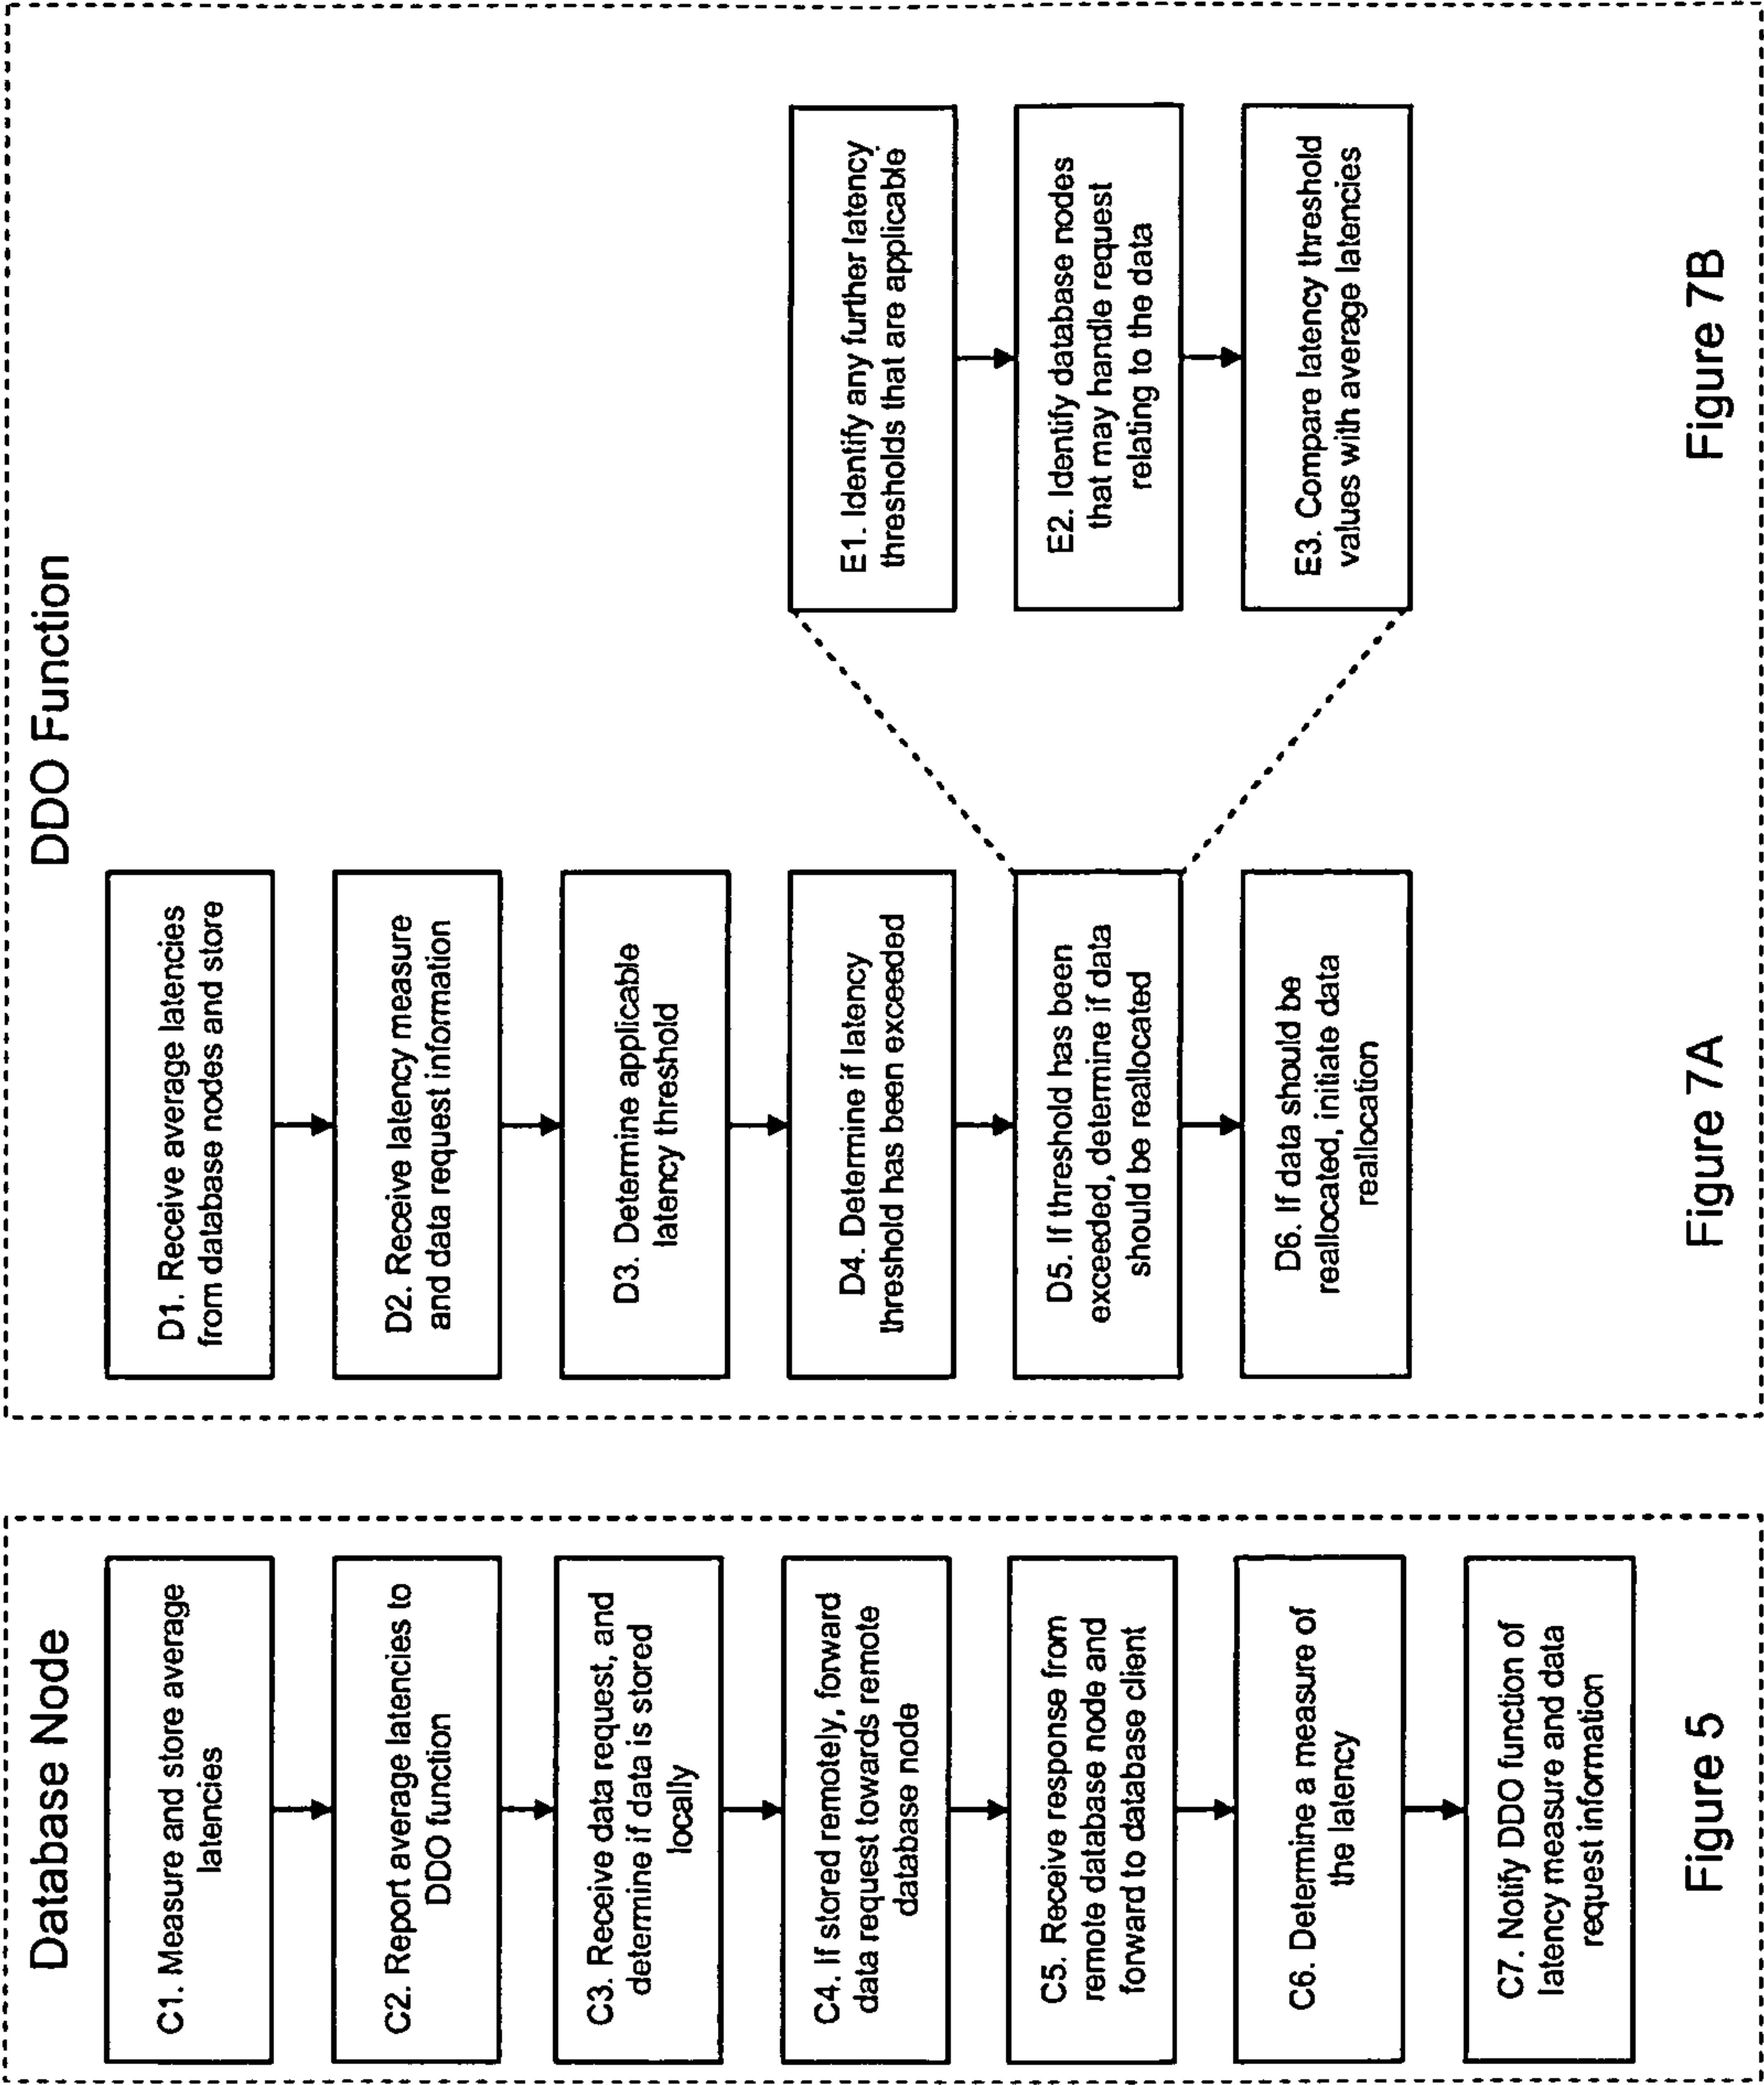 Database Node
C1. Measure and store average
latencies
C2. Report average latencies to
DDO function
C3. Receive data request, and
determine if data is stored
locally
C4. If stored remotely, forward
data request towards remote
database node
C5. Receive response from
remote database node and
forward to database client
C6. Determine a measure of
the latency
C7. Notify DDO function of
latency measure and data
request information
Figure 5
DDO Function
D1. Receive average latencies
from database nodes and store
D2. Receive latency measure
and data request information
D3. Determine applicable
latency threshold
D4. Determine if latency
threshold has been exceeded
D5. If threshold has been
exceeded, determine if data
should be reallocated
D6. If data should be
reallocated, initiate data
reallocation
Figure 7A
E1. Identify any further latency
thresholds that are applicable
E2. Identify database nodes
that may handle request
relating to the data
E3. Compare latency threshold
values with average latencies
Figure 7B